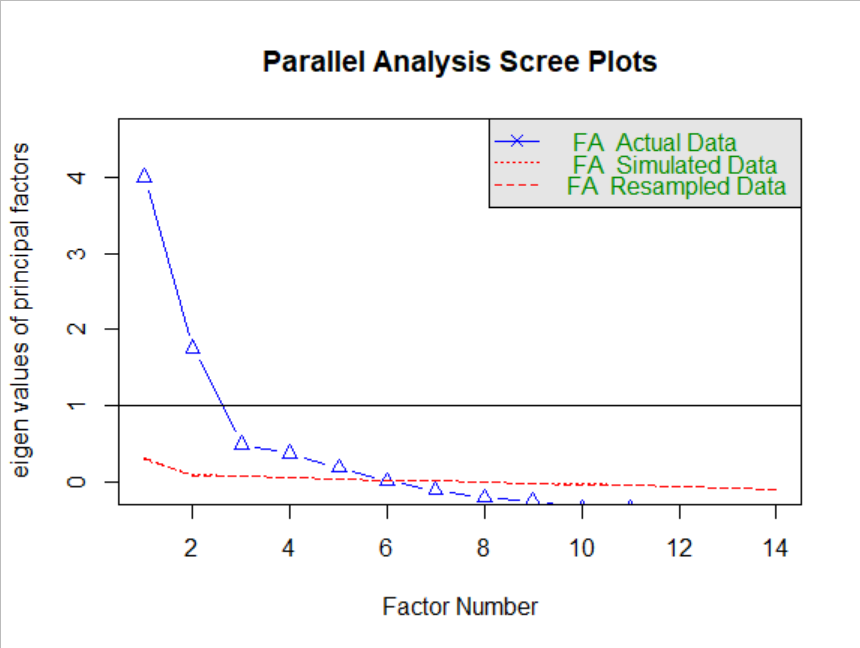 Parallel Analysis Scree Plots
eigen values of principal factors
4
3
2
1
0
FA Actual Data
FA Simulated Data
FA Resampled Data
2 4 6 8 10 12 14
Factor Number